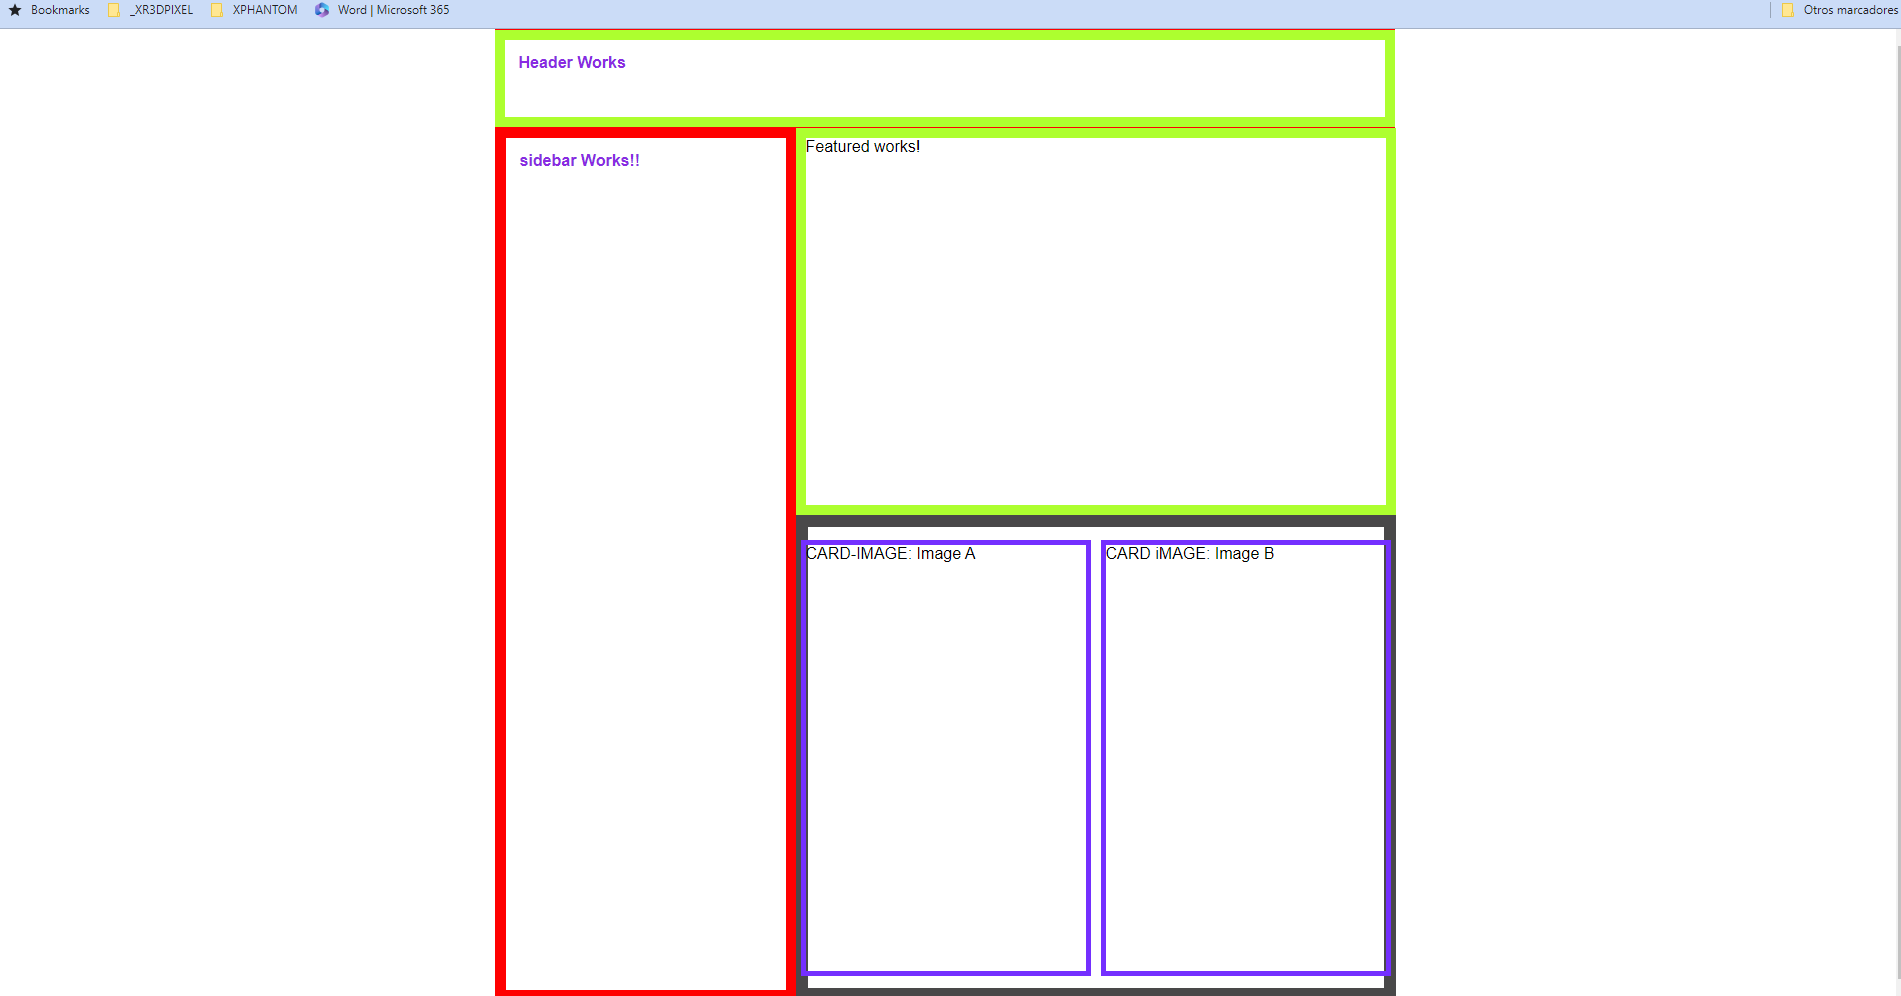 Bookmarks _XR3DPIXEL XPHANTOM Word | Microsoft 365 Otros marcadores
Header Works
sidebar Works!!
Featured works!
CARD-IMAGE: Image A
CARD iMAGE: Image B